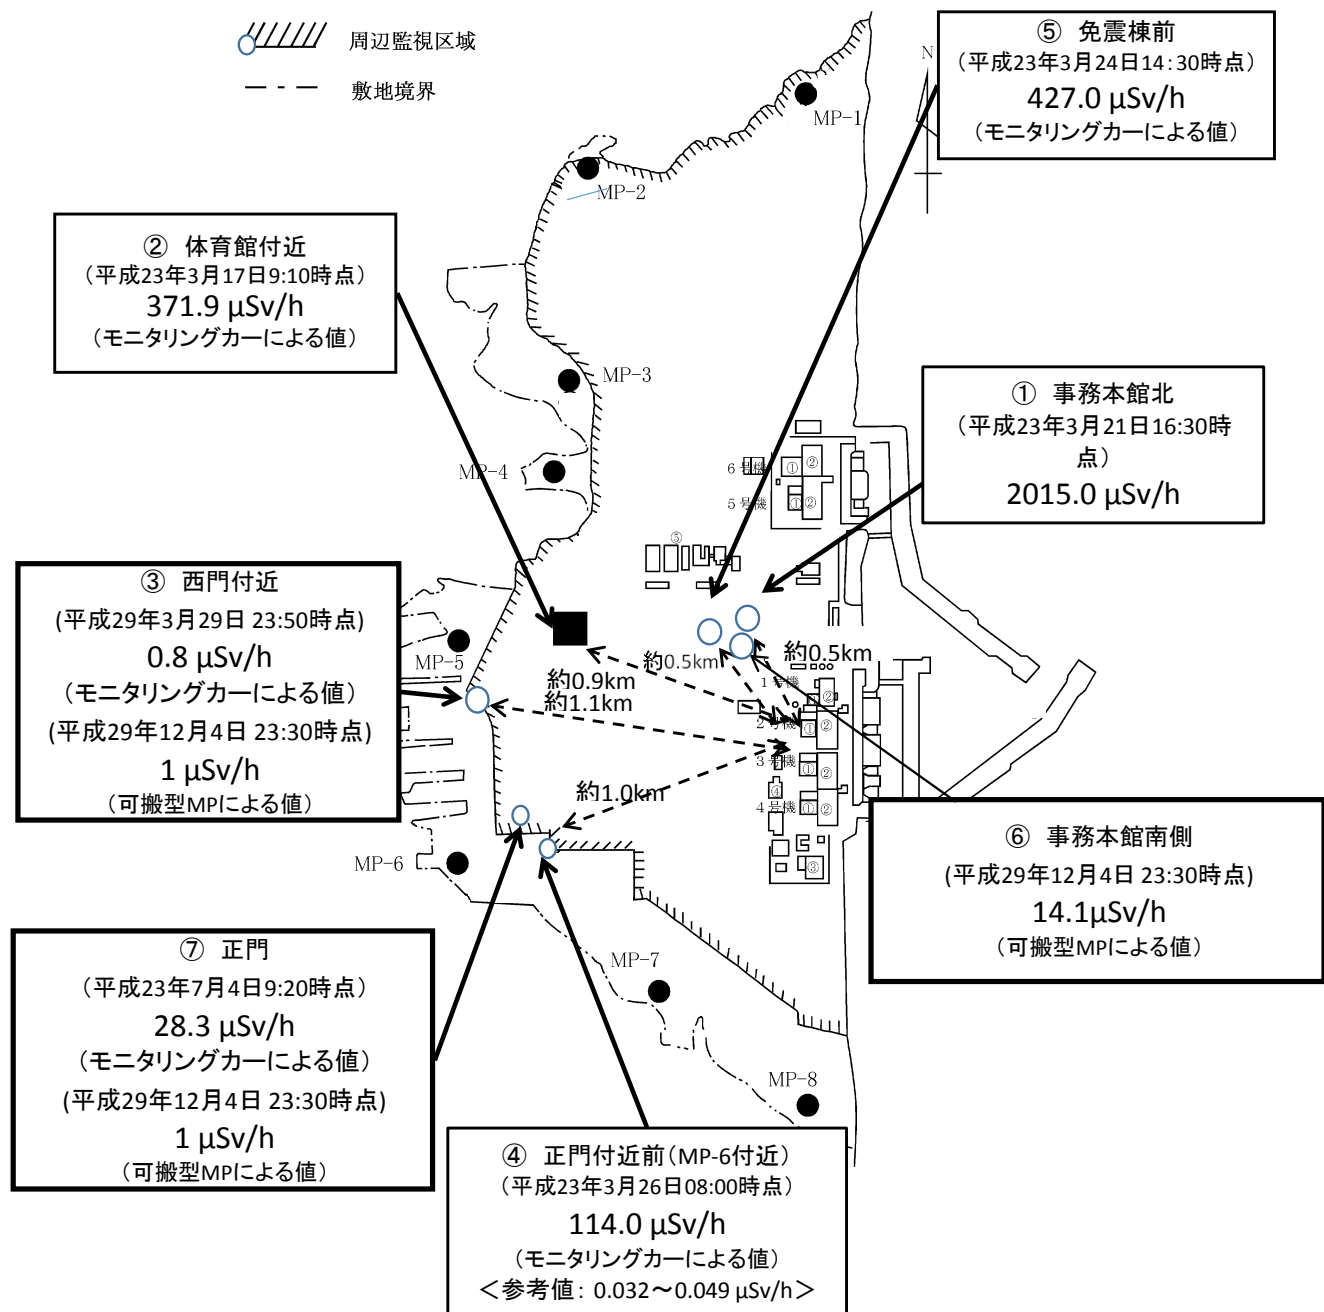 周辺監視区域
敷地境界
⑤ 免震棟前
（平成23年3月24日14：30時点）
427.0 μSv/h
（モニタリングカーによる値）
N
MP-1
MP-2
② 体育館付近
（平成23年3月17日9:10時点）
371.9 μSv/h
（モニタリングカーによる値）
MP-3
① 事務本館北
（平成23年3月21日16:30時
点）
2015.0 μSv/h
MP-4
6号機
①
②
5号機
①
②
⑤
③ 西門付近
(平成29年3月29日 23:50時点)
0.8 μSv/h
（モニタリングカーによる値）
(平成29年12月4日 23:30時点)
1 μSv/h
（可搬型MPによる値）
MP-5
約0.5km
約0.5km
約0.9km
約1.1km
1号機
②
2号機
①
②
3号機
①
②
約1.0km
④
4号機
①
②
③
MP-6
⑥ 事務本館南側
(平成29年12月4日 23:30時点)
14.1μSv/h
（可搬型MPによる値）
⑦ 正門
（平成23年7月4日9:20時点）
28.3 μSv/h
（モニタリングカーによる値）
(平成29年12月4日 23:30時点)
1 μSv/h
（可搬型MPによる値）
MP-7
MP-8
④ 正門付近前（MP-6付近）
（平成23年3月26日08:00時点）
114.0 μSv/h
（モニタリングカーによる値）
＜参考値： 0.032～0.049 μSv/h＞